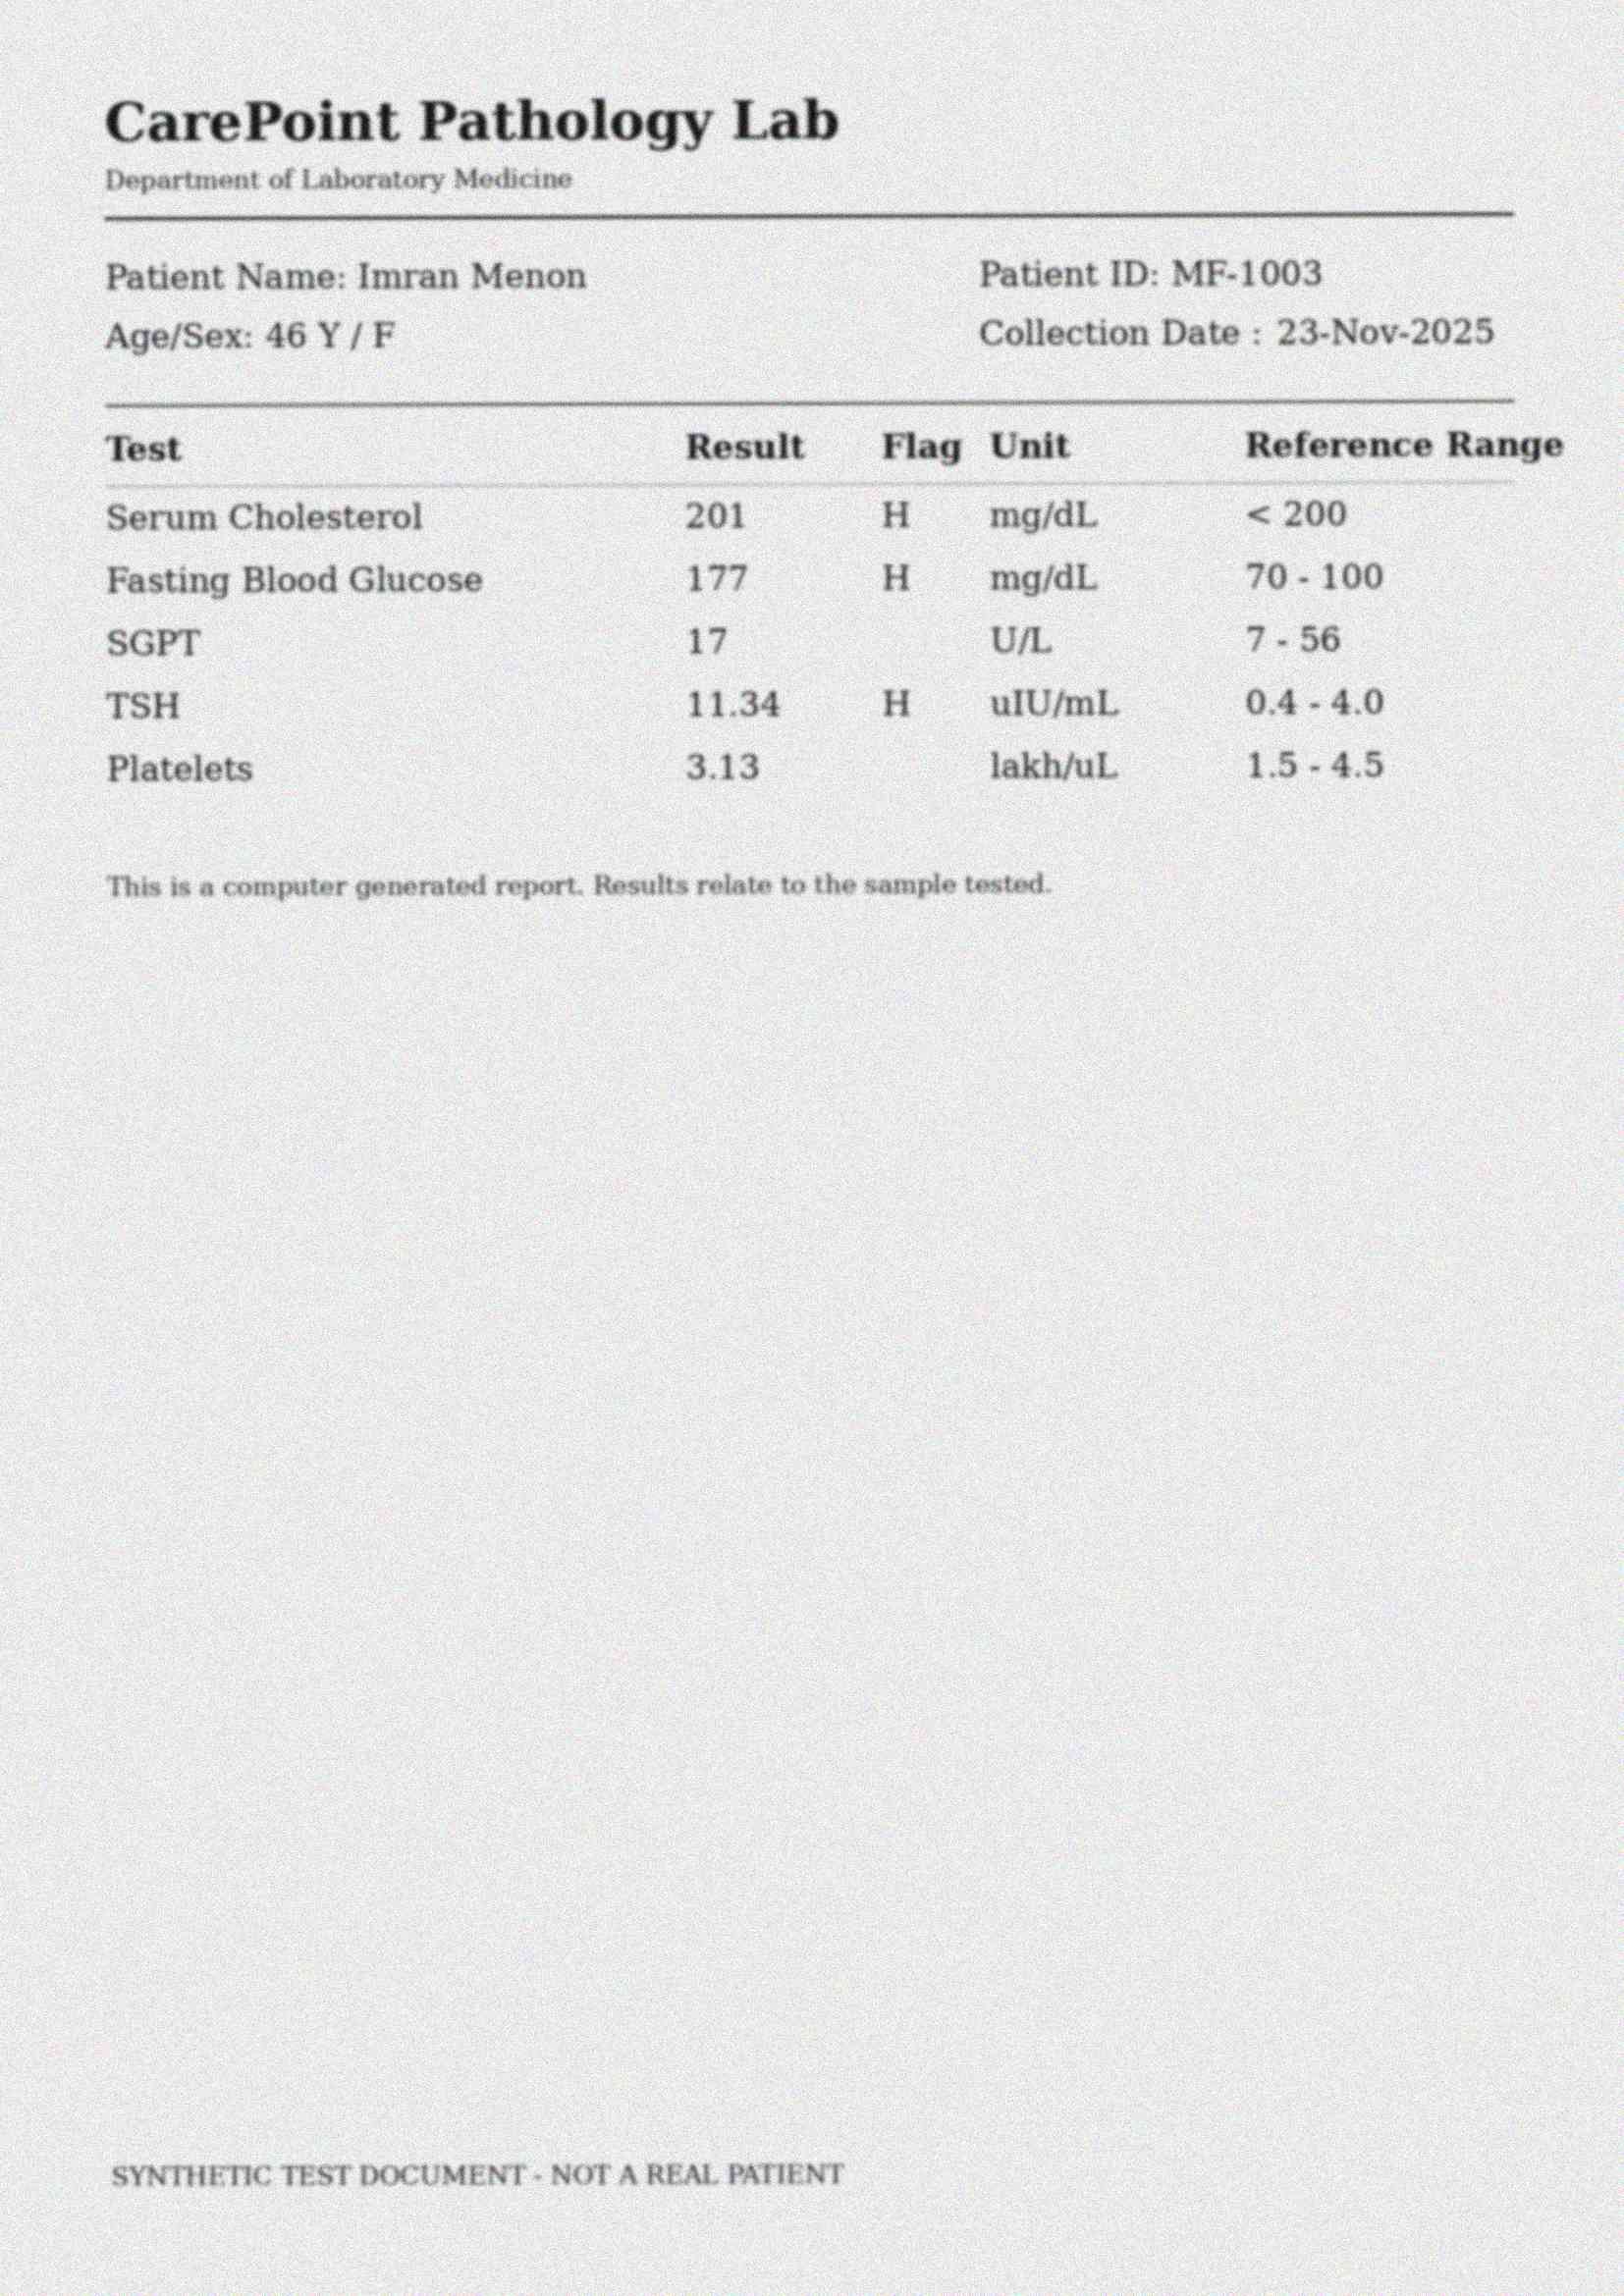 CarePoint Pathology Lab
Department of Laboratory Medicine
Patient Name: Imran Menon Patient ID: MF-1003
Age/Sex: 46 Y / F Collection Date : 23-Nov-2025
Test Result Flag Unit Reference Range
Serum Cholesterol 201 H mg/dL < 200
Fasting Blood Glucose 177 H mg/dL 70 - 100
SGPT 17 U/L 7 - 56
TSH 11.34 H uIU/mL 0.4 - 4.0
Platelets 3.13 lakh/uL 1.5 - 4.5
This is a computer generated report. Results relate to the sample tested.
SYNTHETIC TEST DOCUMENT - NOT A REAL PATIENT